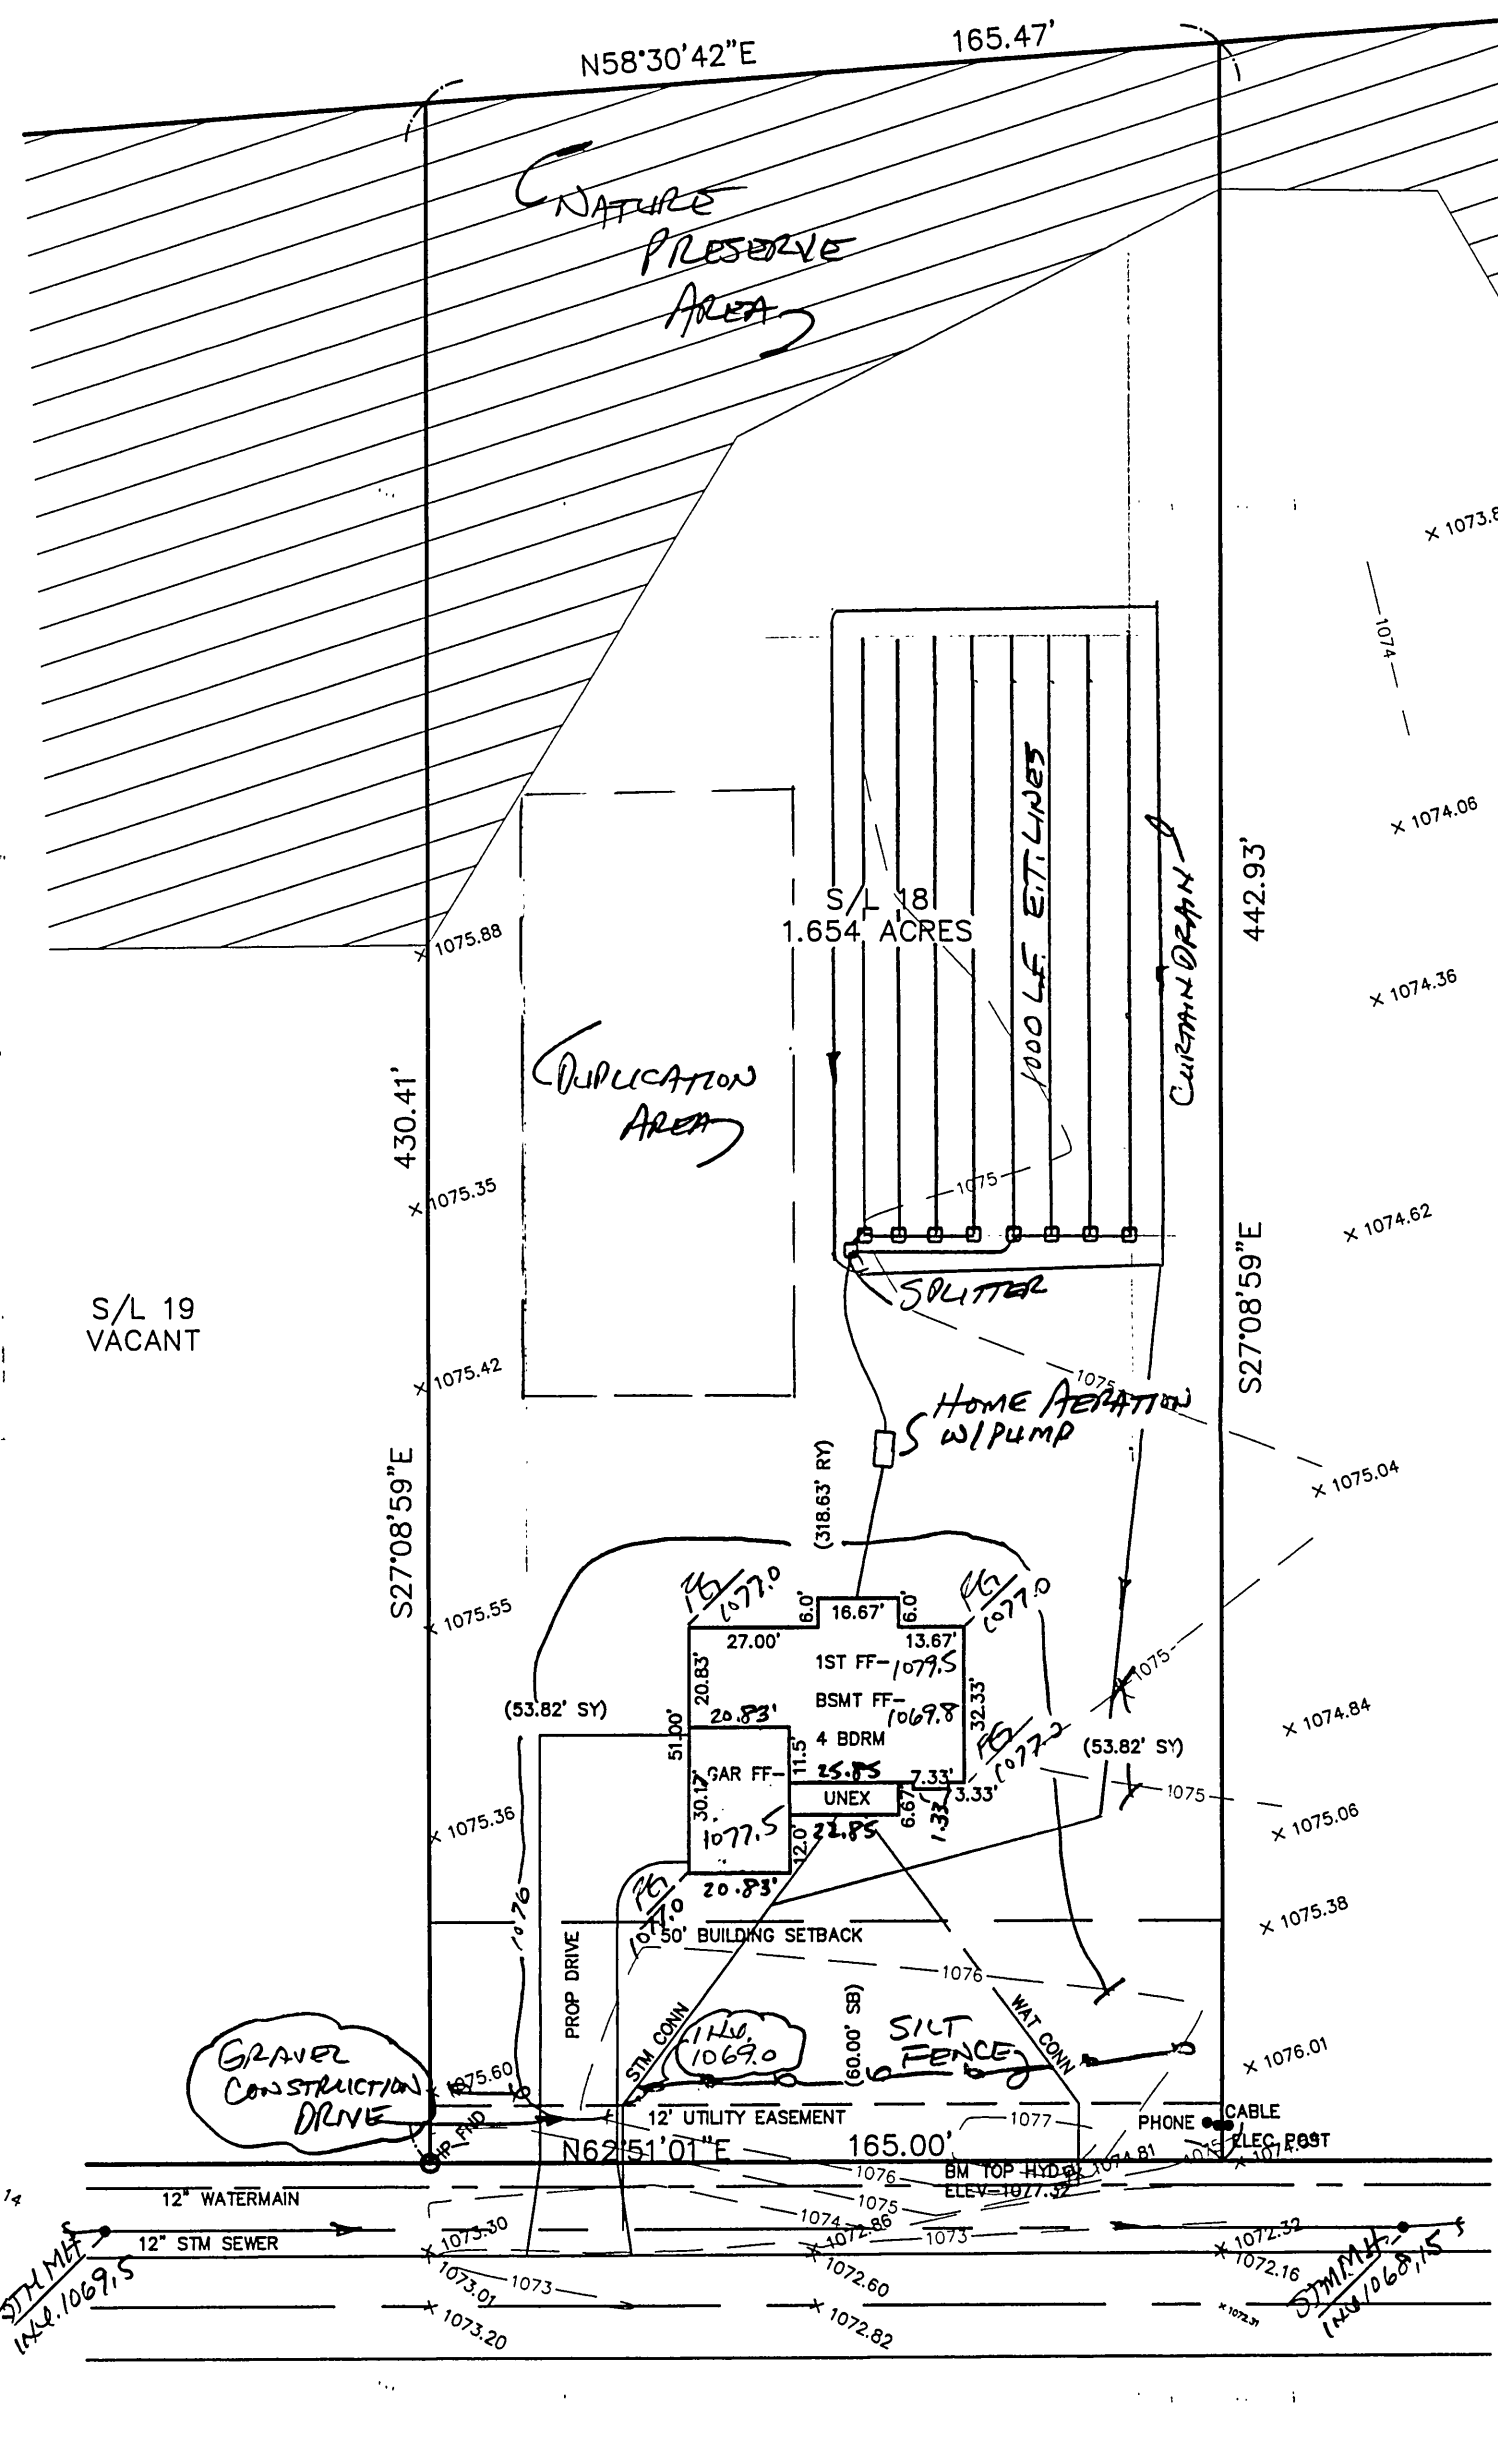 N58°30'42"E
165.47'
NATURE
PRESERVE
AREA
1073.8
1074
1074.06
1000 L.F. E.T. LINES
CURTAIN DRAIN
442.93'
S/L 18
1.654 ACRES
1075.88
1074.36
DUPLICATION
AREA
430.41'
1075.35
1075
1074.62
SPLITTER
S/L 19
VACANT
S27°08'59"E
1075.42
1075
HOME AERATION
W/PUMP
1075.04
S27°08'59"E
(318.63' RY)
1075.55
FG/1077.0
6.0'
16.67'
6.0'
FG/1077.0
27.00'
13.67'
1ST FF-1079.5
BSMT FF-1069.8
4 BDRM
20.83'
32.33'
1075
(53.82' SY)
20.83'
51.00'
11.5'
FG/1077.0
(53.82' SY)
1074.84
GAR FF-
1077.5
25.85
7.33'
3.33'
UNEX
6.67'
1.33'
30.17'
12.0'
22.85
1075
1075.06
1075.36
20.83'
FG/1077.0
1076
1075.38
50' BUILDING SETBACK
PROP DRIVE
1076
(60.00' SB)
STM CONN
INV.
1069.0
SILT
FENCE
WAT CONN
1076.01
GRAVEL
CONSTRUCTION
DRIVE
1075.60
IP FND
12' UTILITY EASEMENT
1077
PHONE
CABLE
ELEC POST
N62°51'01"E
165.00'
1076
BM TOP HYD
ELEV-1077.32
1074.81
1075
14
12" WATERMAIN
1075
1074
1072.86
1073
12" STM SEWER
1073.30
1072.32
STM MH
INV. 1069.5
1073.01
1073
1072.60
1072.16
STM MH
INV 1068.15
1073.20
1072.82
1072.31